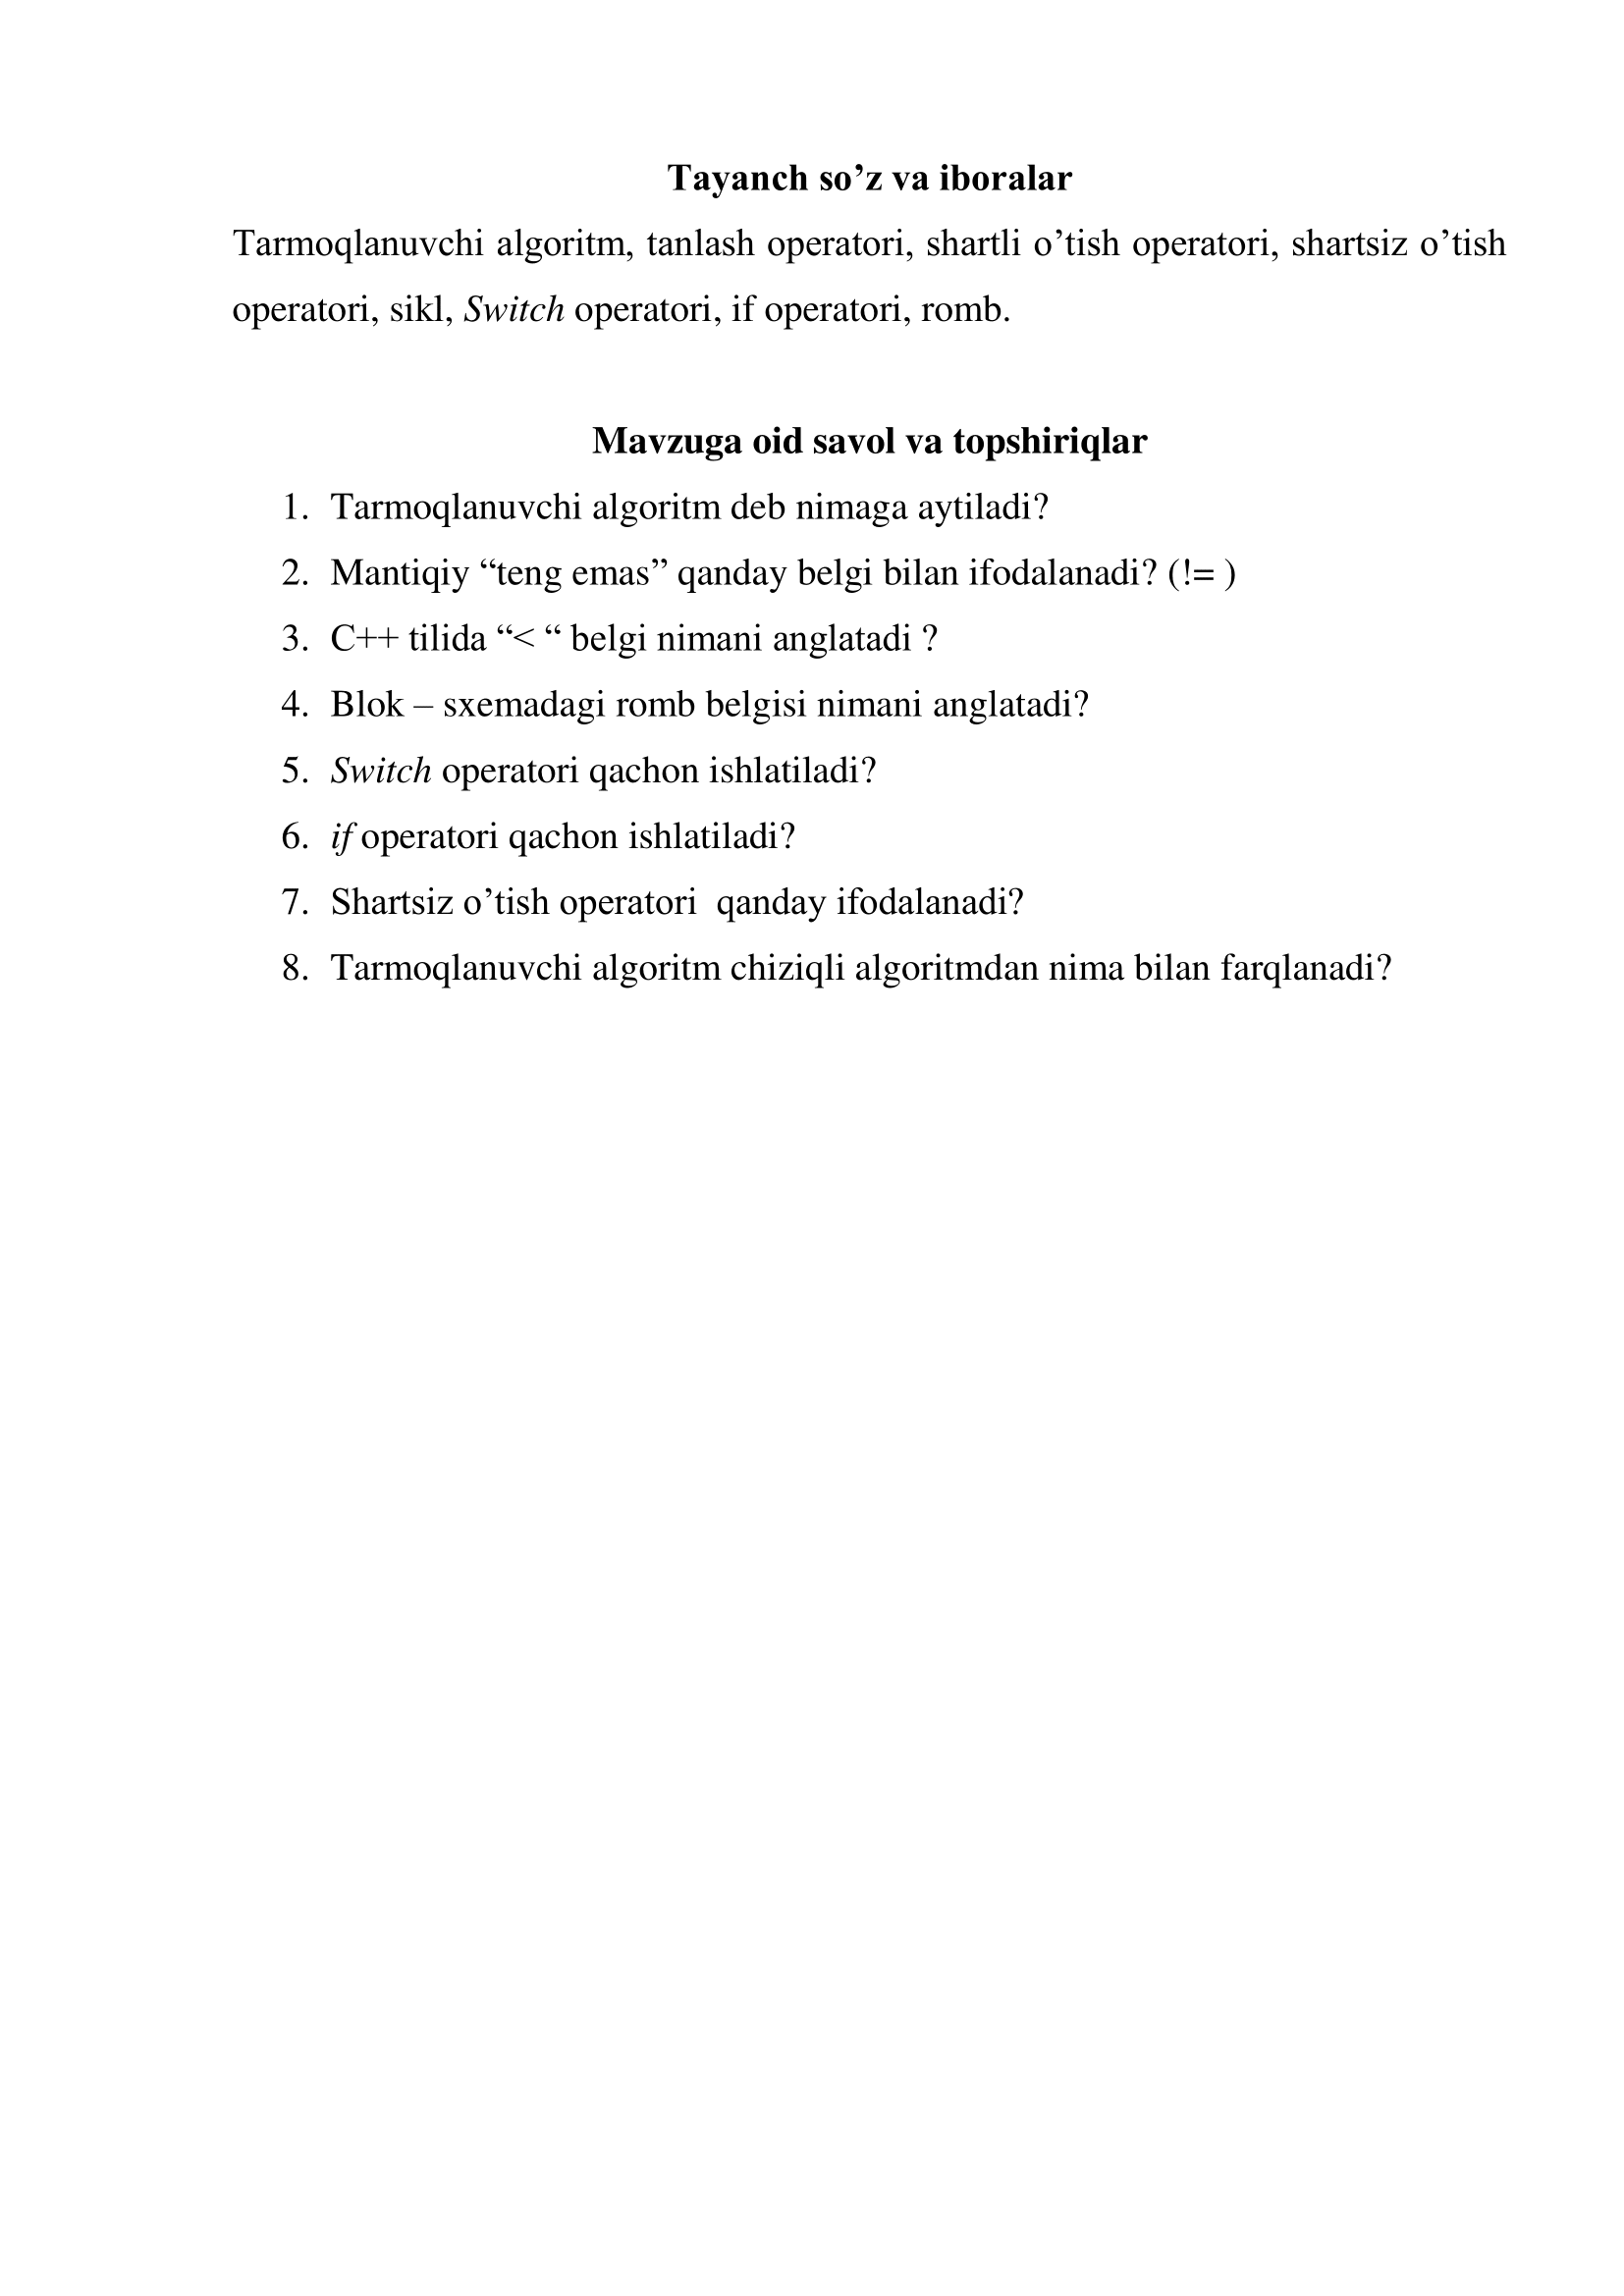 Tayanch so’z va iboralar
Tarmoqlanuvchi algoritm, tanlash operatori, shartli o’tish operatori, shartsiz o’tish
operatori, sikl, Switch operatori, if operatori, romb.
Mavzuga oid savol va topshiriqlar
1. Tarmoqlanuvchi algoritm deb nimaga aytiladi?
2. Mantiqiy “teng emas” qanday belgi bilan ifodalanadi? (!= )
3. C++ tilida “< “ belgi nimani anglatadi ?
4. Blok – sxemadagi romb belgisi nimani anglatadi?
5. Switch operatori qachon ishlatiladi?
6. if operatori qachon ishlatiladi?
7. Shartsiz o’tish operatori  qanday ifodalanadi?
8. Tarmoqlanuvchi algoritm chiziqli algoritmdan nima bilan farqlanadi?